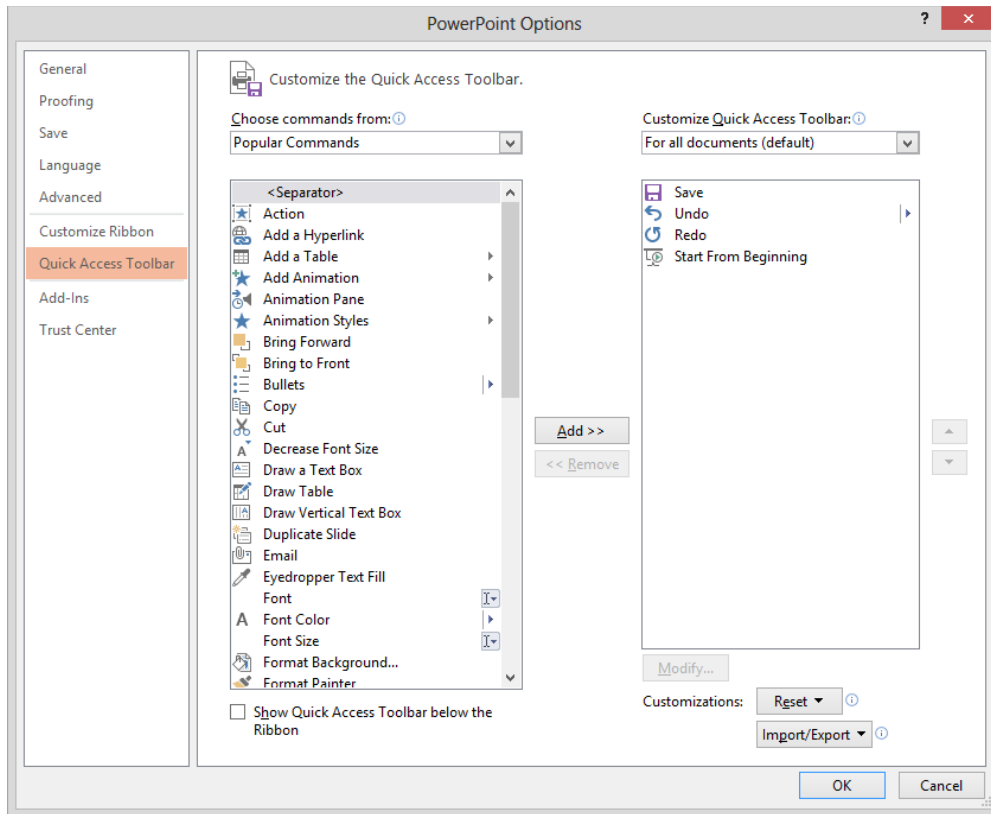 PowerPoint Options
?
General
Proofing
Save
Language
Advanced
Customize Ribbon
Quick Access Toolbar
Add-Ins
Trust Center
Customize the Quick Access Toolbar.
Choose commands from:
Popular Commands
<Separator>
Action
Add a Hyperlink
Add a Table
Add Animation
Animation Pane
Animation Styles
Bring Forward
Bring to Front
Bullets
Copy
Cut
Decrease Font Size
Draw a Text Box
Draw Table
Draw Vertical Text Box
Duplicate Slide
Email
Eyedropper Text Fill
Font
Font Color
Font Size
Format Background...
Format Painter
Show Quick Access Toolbar below the
Ribbon
Add >>
<< Remove
Customize Quick Access Toolbar:
For all documents (default)
Save
Undo
Redo
Start From Beginning
Modify...
Customizations: Reset
Import/Export
OK Cancel